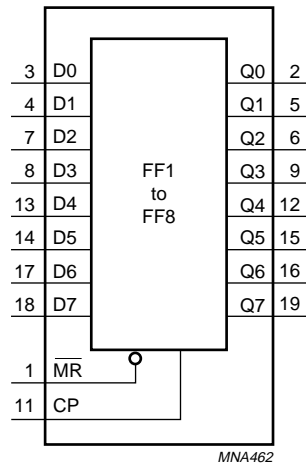 3 D0 Q0 2
4 D1 Q1 5
7 D2 Q2 6
8 D3 Q3 9
FF1
to
FF8
13 D4 Q4 12
14 D5 Q5 15
17 D6 Q6 16
18 D7 Q7 19
1 M̅R̅
11 CP
MNA462